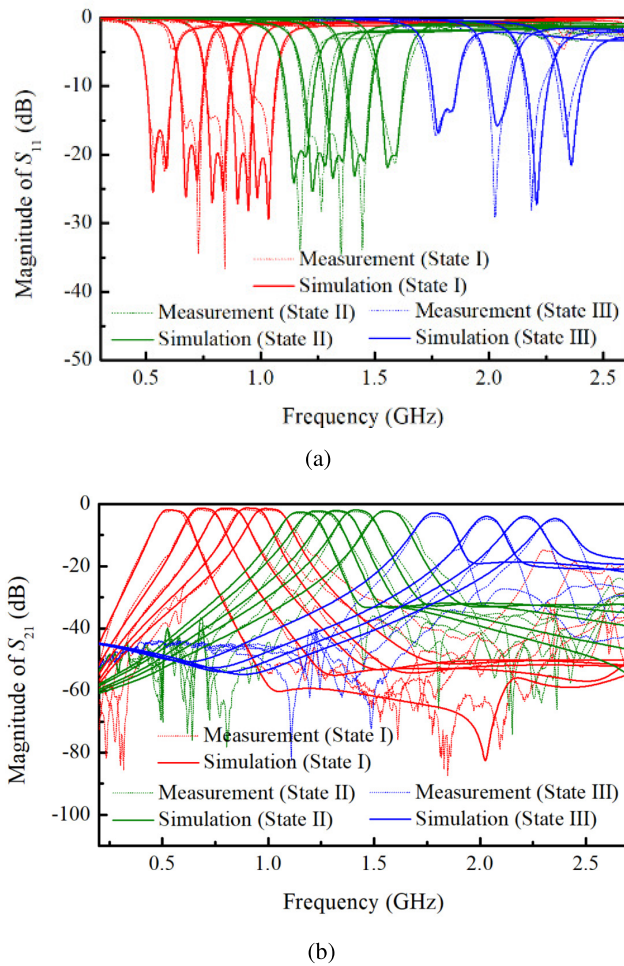 0
-10
-20
-30
-40
-50
Magnitude of S11 (dB)
Measurement (State I)
Simulation (State I)
Measurement (State II)
Measurement (State III)
Simulation (State II)
Simulation (State III)
0.5
1.0
1.5
2.0
2.5
Frequency (GHz)
(a)
0
-20
-40
-60
-80
-100
Magnitude of S21 (dB)
Measurement (State I)
Simulation (State I)
Measurement (State II)
Measurement (State III)
Simulation (State II)
Simulation (State III)
0.5
1.0
1.5
2.0
2.5
Frequency (GHz)
(b)